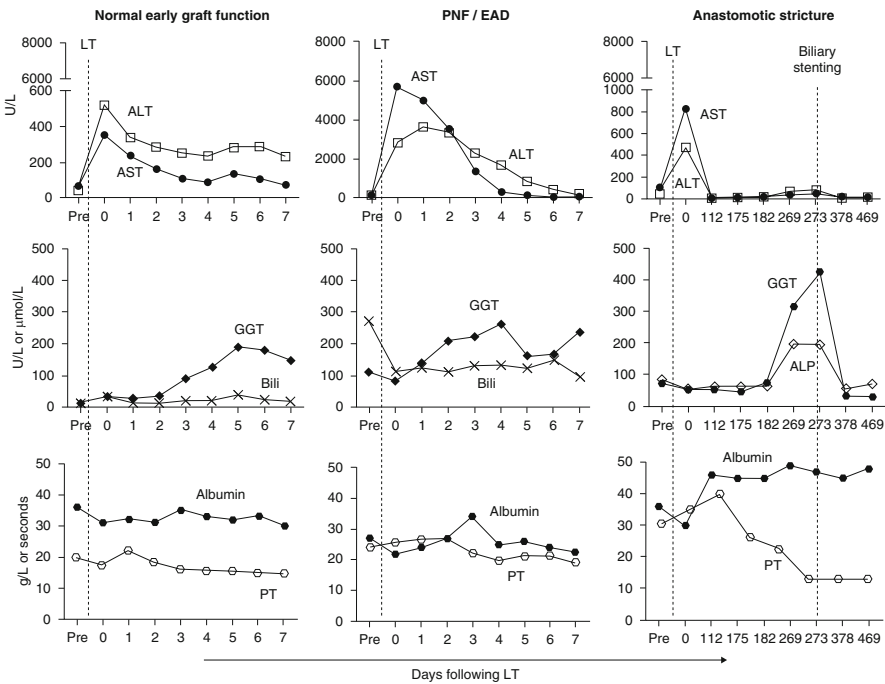 Normal early graft function
PNF / EAD
Anastomotic stricture
LT
LT
LT
Biliary
stenting
U/L
8000
6000
600
400
200
0
ALT
AST
Pre 0 1 2 3 4 5 6 7
8000
6000
4000
2000
0
AST
ALT
Pre 0 1 2 3 4 5 6 7
8000
6000
1000
800
600
400
200
0
AST
ALT
Pre 0 112 175 182 269 273 378 469
U/L or μmol/L
500
400
300
200
100
0
GGT
Bili
Pre 0 1 2 3 4 5 6 7
500
400
300
200
100
0
GGT
Bili
Pre 0 1 2 3 4 5 6 7
500
400
300
200
100
0
GGT
ALP
Pre 0 112 175 182 269 273 378 469
g/L or seconds
50
40
30
20
10
0
Albumin
PT
Pre 0 1 2 3 4 5 6 7
50
40
30
20
10
0
Albumin
PT
Pre 0 1 2 3 4 5 6 7
50
40
30
20
10
0
Albumin
PT
Pre 0 112 175 182 269 273 378 469
Days following LT